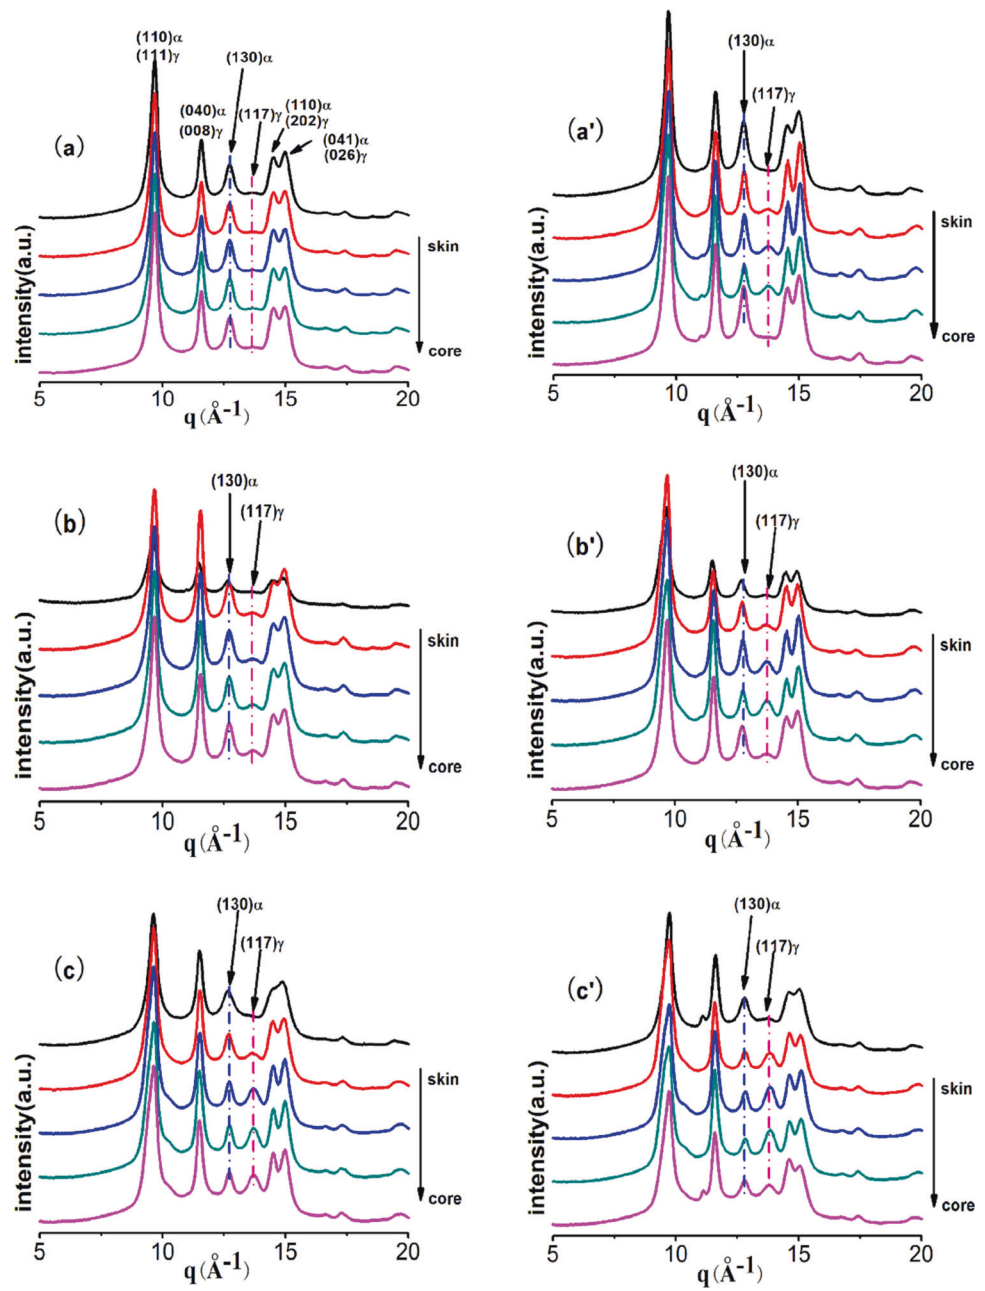 (a)
(110)α
(111)γ
(040)α
(008)γ
(130)α
(117)γ
(110)α
(202)γ
(041)α
(026)γ
skin
core
intensity(a.u.)
5 10 15 20
q(Å-1)
(a')
(130)α
(117)γ
skin
core
intensity(a.u.)
5 10 15 20
q(Å-1)
(b)
(130)α
(117)γ
skin
core
intensity(a.u.)
5 10 15 20
q(Å-1)
(b')
(130)α
(117)γ
skin
core
intensity(a.u.)
5 10 15 20
q(Å-1)
(c)
(130)α
(117)γ
skin
core
intensity(a.u.)
5 10 15 20
q(Å-1)
(c')
(130)α
(117)γ
skin
core
intensity(a.u.)
5 10 15 20
q(Å-1)